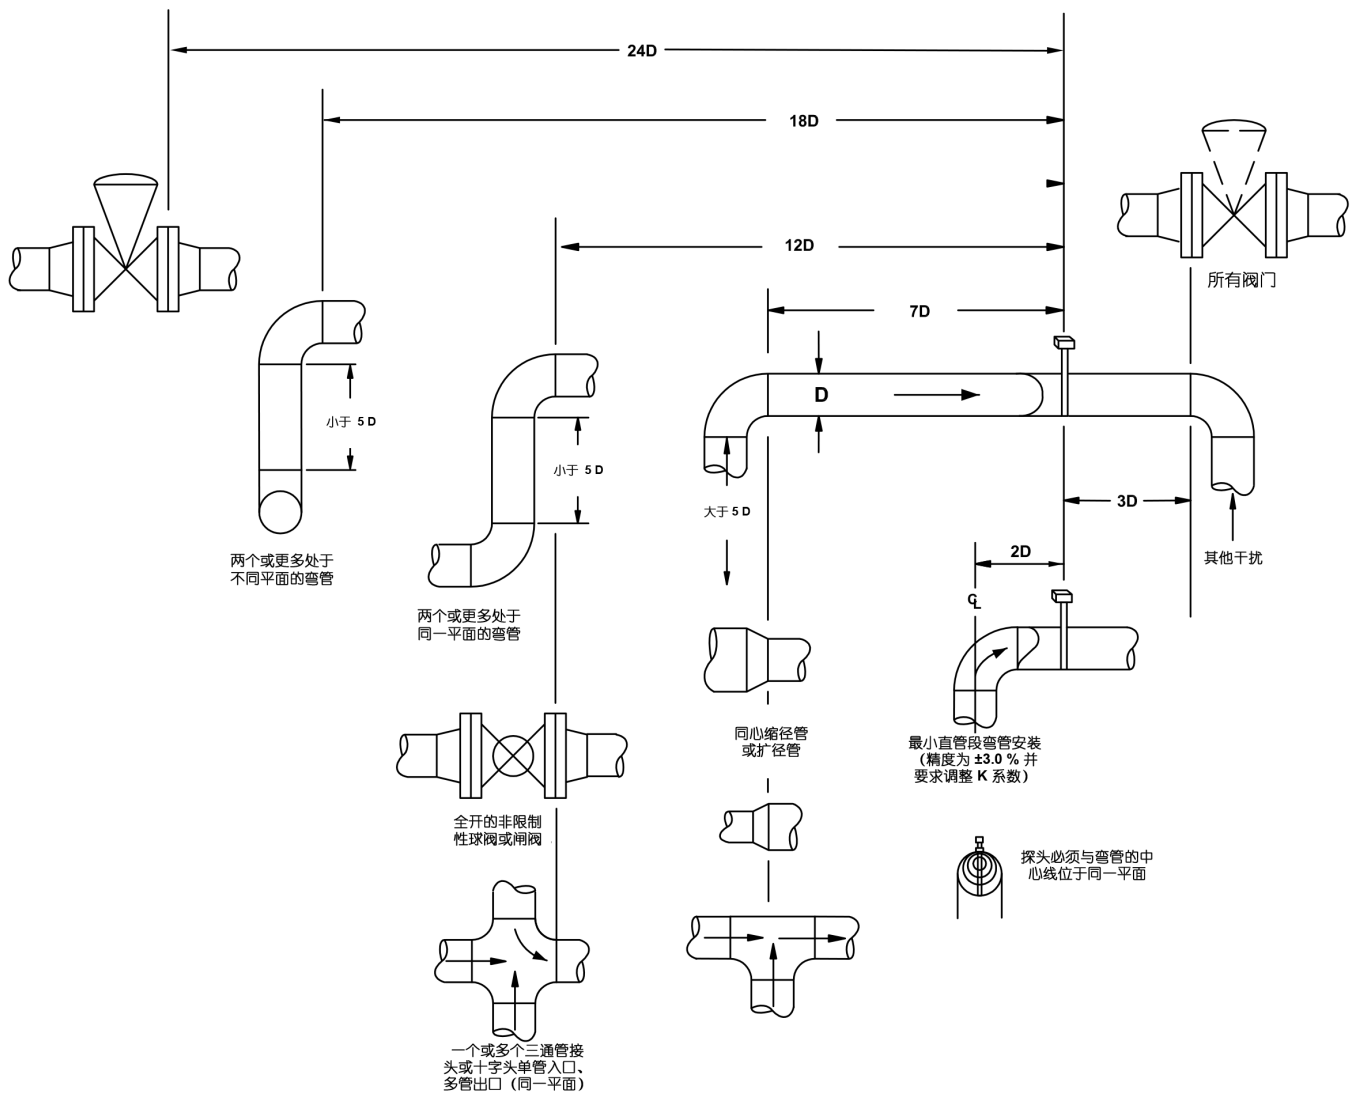 24D
18D
12D
所有阀门
7D
D
小于 5 D
小于 5 D
大于 5 D
3D
2D
其他干扰
两个或更多处于
不同平面的弯管
CL
两个或更多处于
同一平面的弯管
同心缩径管
或扩径管
最小直管段弯管安装
（精度为 ±3.0 % 并
要求调整 K 系数）
全开的非限制
性球阀或闸阀
探头必须与弯管的中
心线位于同一平面
一个或多个三通管接
头或十字头单管入口、
多管出口（同一平面）